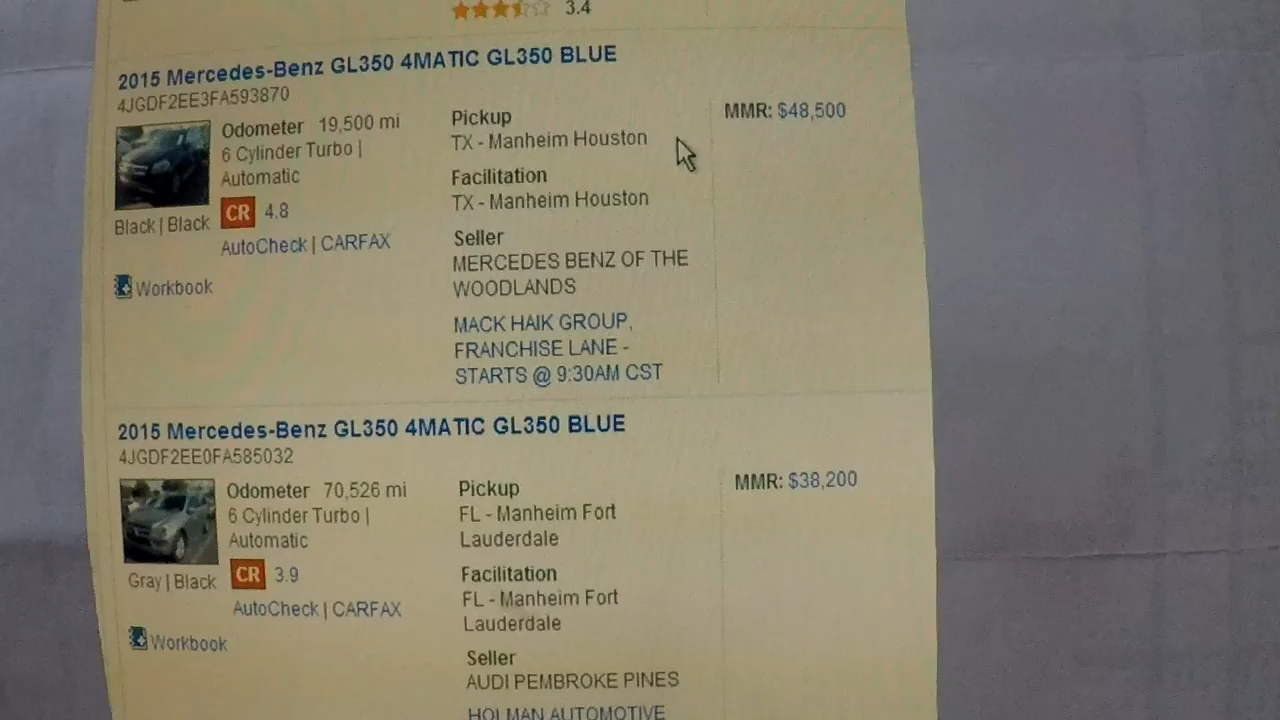 3.4
2015 Mercedes-Benz GL350 4MATIC GL350 BLUE
4JGDF2EE3FA593870
Odometer 19,500 mi
6 Cylinder Turbo |
Automatic
CR 4.8
AutoCheck | CARFAX
Black | Black
Workbook
Pickup
TX - Manheim Houston
Facilitation
TX - Manheim Houston
Seller
MERCEDES BENZ OF THE
WOODLANDS
MACK HAIK GROUP,
FRANCHISE LANE -
STARTS @ 9:30AM CST
MMR: $48,500
2015 Mercedes-Benz GL350 4MATIC GL350 BLUE
4JGDF2EE0FA585032
Odometer 70,526 mi
6 Cylinder Turbo |
Automatic
CR 3.9
AutoCheck | CARFAX
Gray | Black
Workbook
Pickup
FL - Manheim Fort
Lauderdale
Facilitation
FL - Manheim Fort
Lauderdale
Seller
AUDI PEMBROKE PINES
HOLMAN AUTOMOTIVE
MMR: $38,200